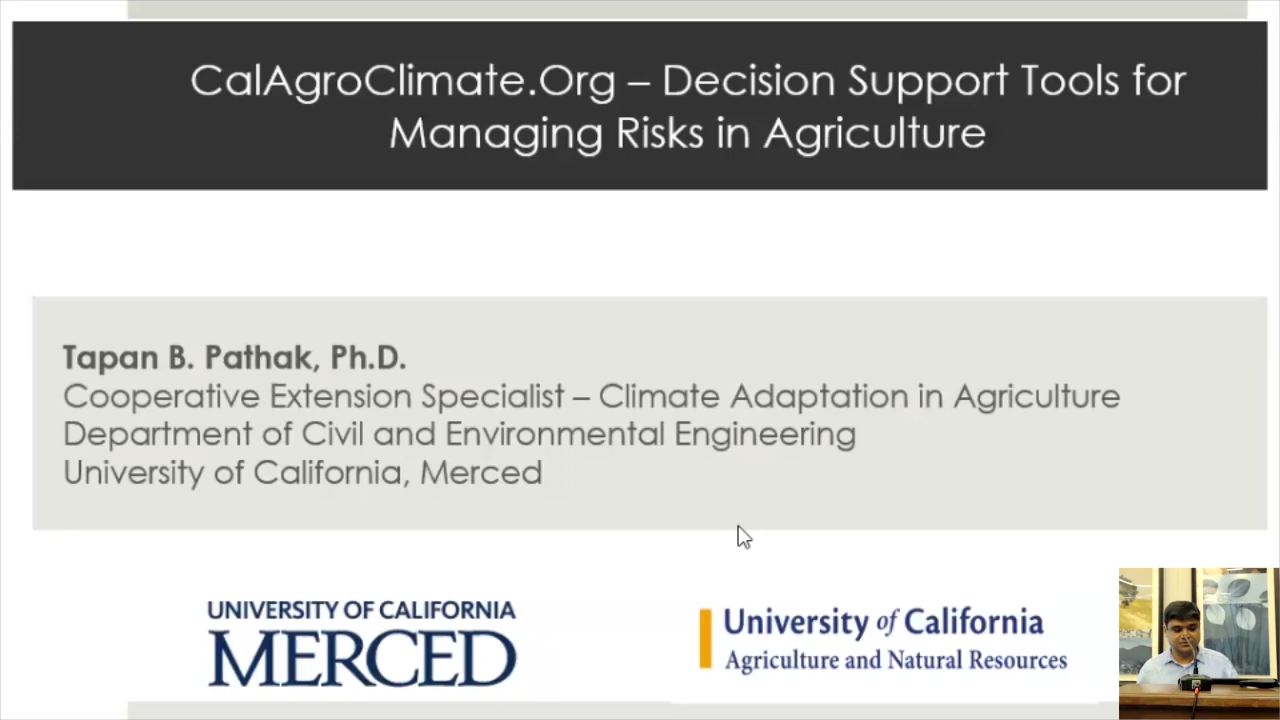 CalAgroClimate.Org – Decision Support Tools for
Managing Risks in Agriculture
Tapan B. Pathak, Ph.D.
Cooperative Extension Specialist – Climate Adaptation in Agriculture
Department of Civil and Environmental Engineering
University of California, Merced
UNIVERSITY OF CALIFORNIA
MERCED
University of California
Agriculture and Natural Resources